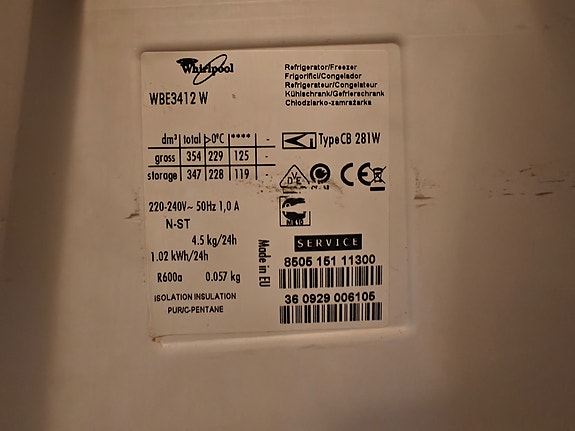 Whirlpool
WBE3412 W
Refrigerator/Freezer
Frigorifici/Congelador
Refrigerateur/Congelateur
Kühlschrank/Gefrierschrank
Chlodziarko-zamrażarka
dm³ total >0°C **** -
gross 354 229 125 -
storage 347 228 119 -
Type CB 281W
220-240V~ 50Hz 1,0 A
N-ST
4.5 kg/24h
1.02 kWh/24h
R600a 0.057 kg
ISOLATION INSULATION
PUR/C-PENTANE
VDE
CE
Made in EU
SERVICE
8505 151 11300
36 0929 006105